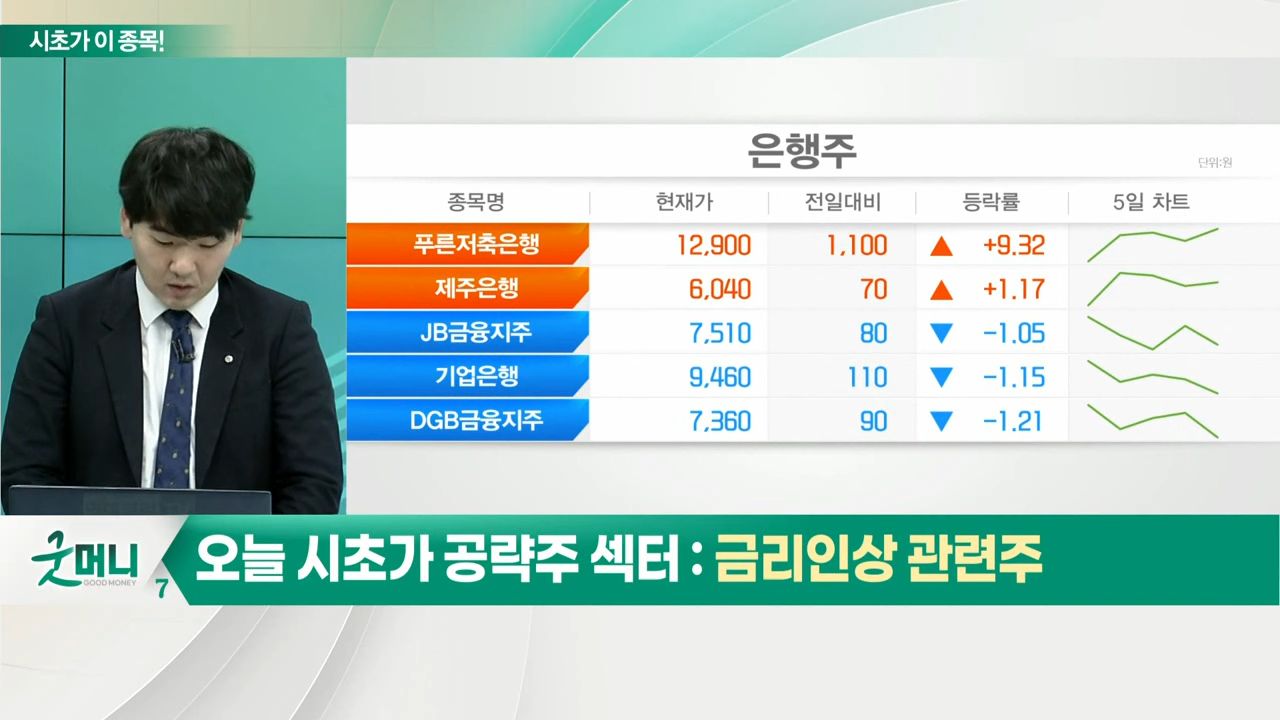 시초가 이 종목!
은행주
단위:원
종목명 현재가 전일대비 등락률 5일 차트
푸른저축은행 12,900 1,100 ▲ +9.32
제주은행 6,040 70 ▲ +1.17
JB금융지주 7,510 80 ▼ -1.05
기업은행 9,460 110 ▼ -1.15
DGB금융지주 7,360 90 ▼ -1.21
굿머니
GOOD MONEY
7
오늘 시초가 공략주 섹터 : 금리인상 관련주